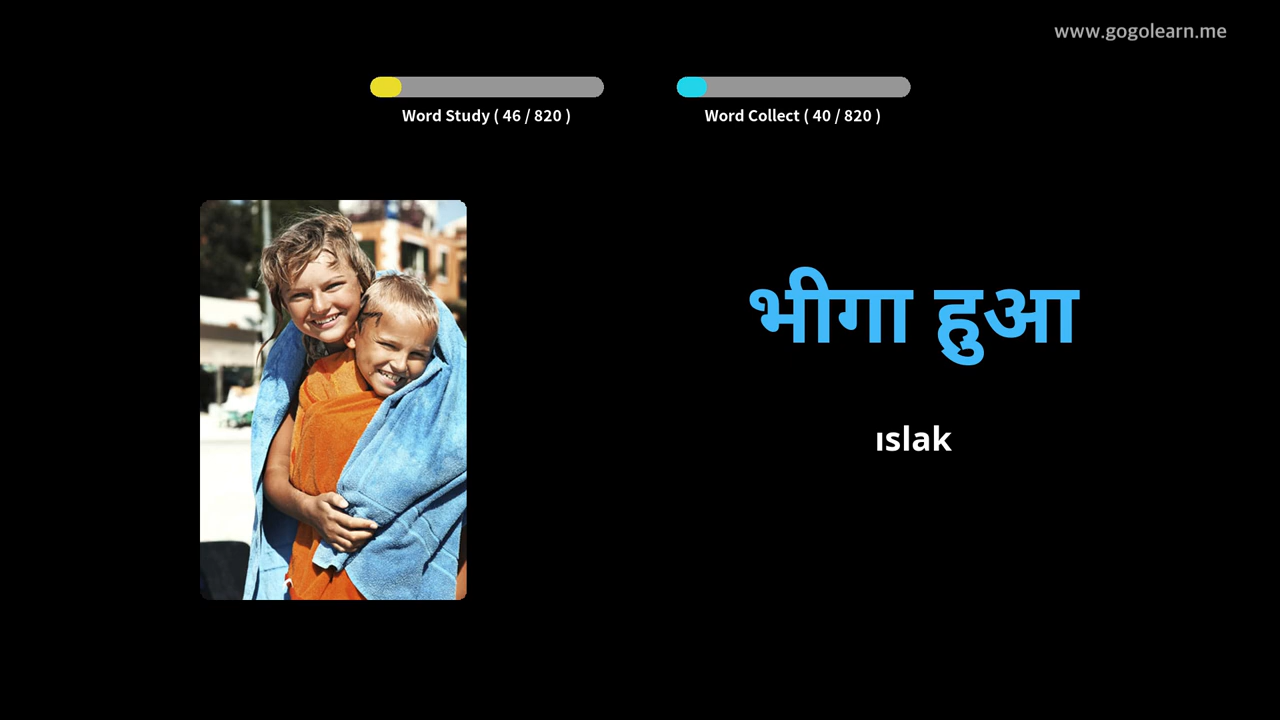 www.gogolearn.me
Word Study ( 46 / 820 )
Word Collect ( 40 / 820 )
भीगा हुआ
ıslak